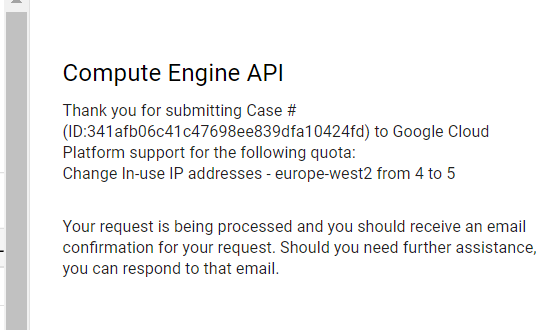 Compute Engine API
Thank you for submitting Case #
(ID:341afb06c41c47698ee839dfa10424fd) to Google Cloud
Platform support for the following quota:
Change In-use IP addresses - europe-west2 from 4 to 5
Your request is being processed and you should receive an email
confirmation for your request. Should you need further assistance,
you can respond to that email.